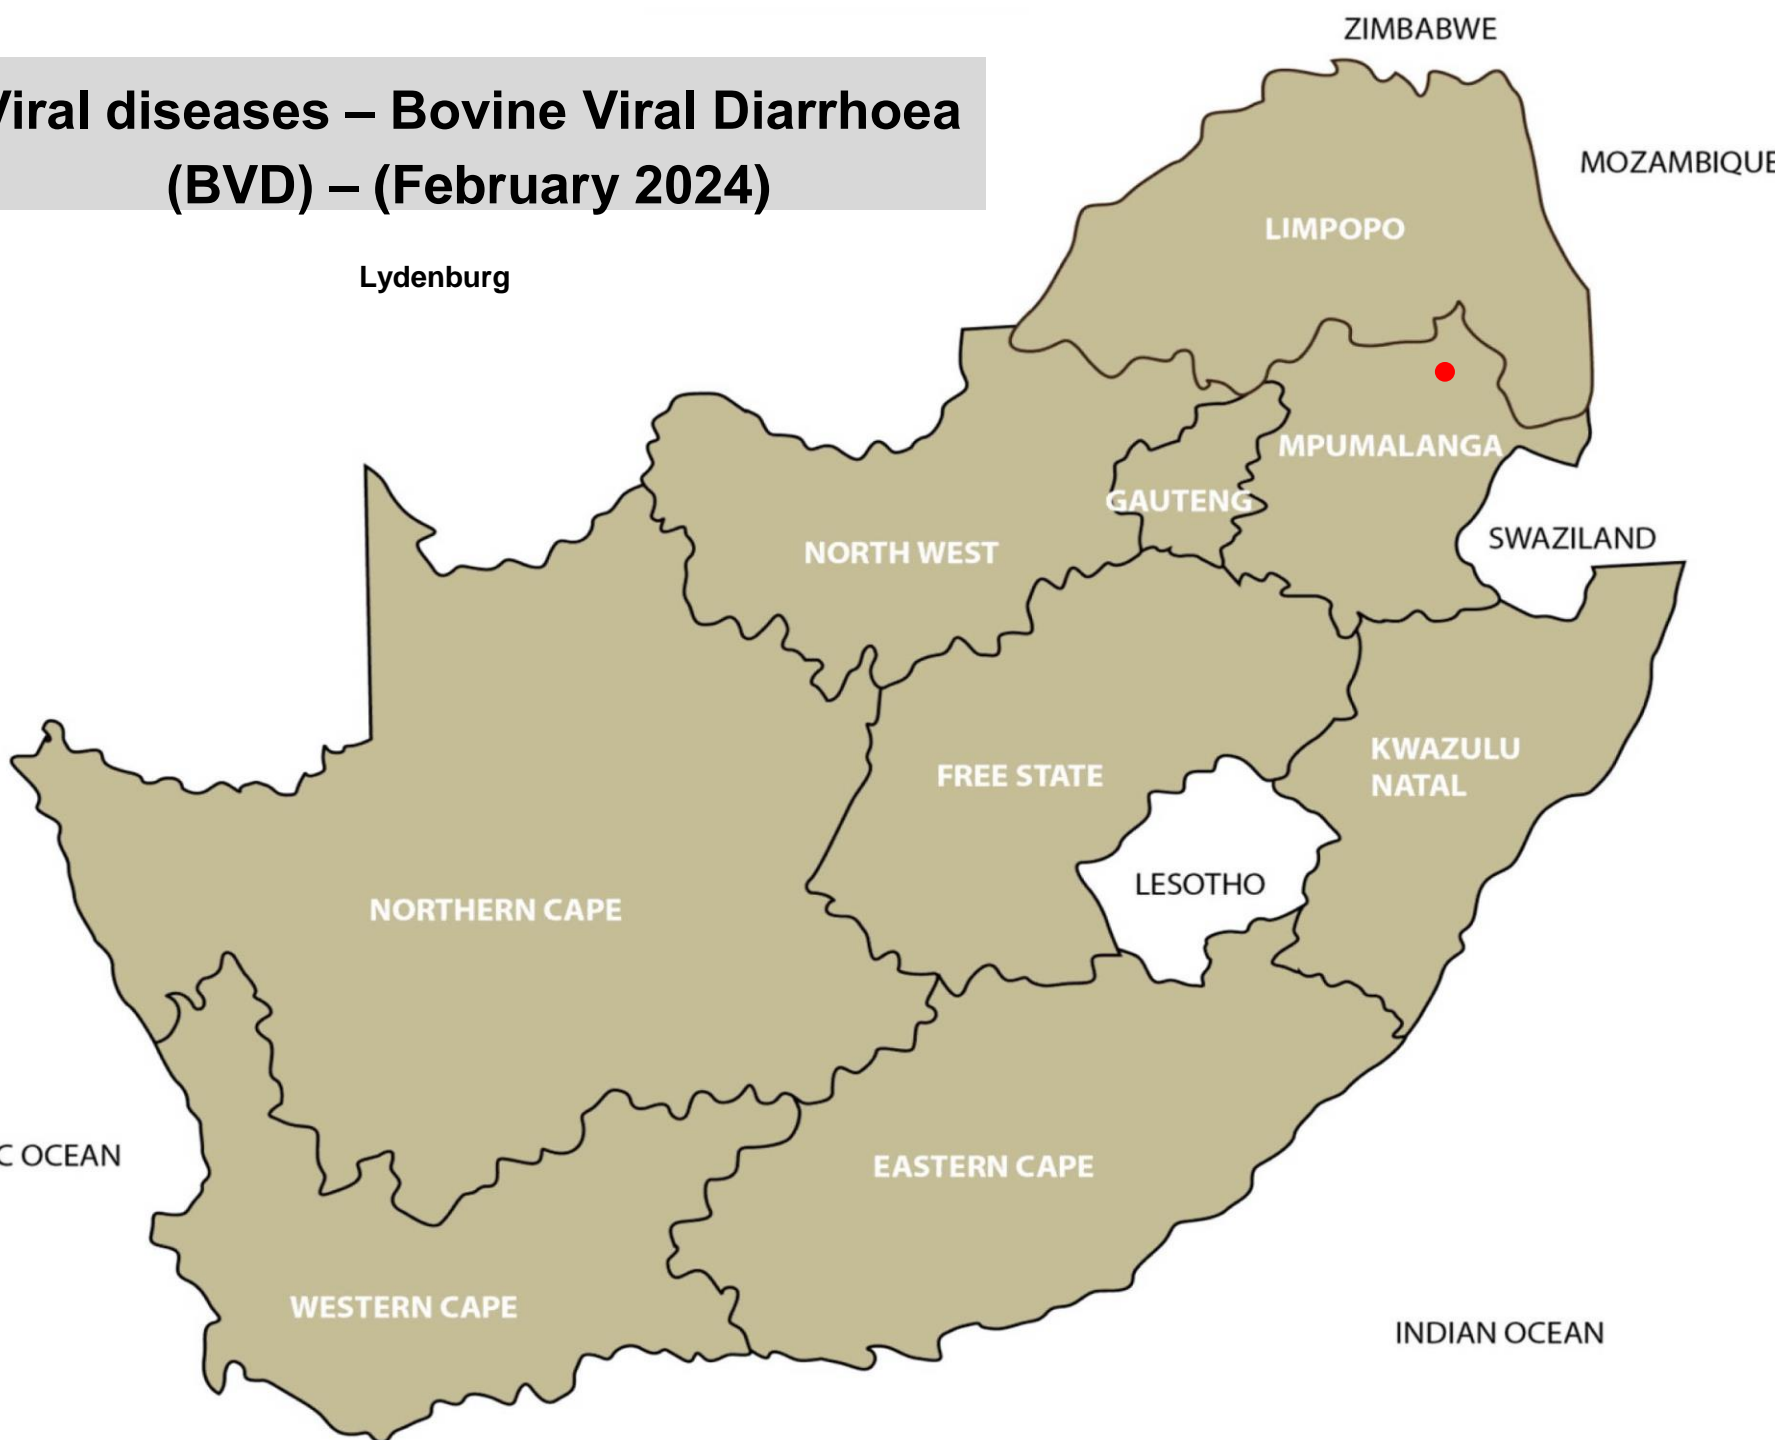 ZIMBABWE
Viral diseases – Bovine Viral Diarrhoea
(BVD) – (February 2024)
MOZAMBIQUE
LIMPOPO
Lydenburg
MPUMALANGA
GAUTENG
SWAZILAND
NORTH WEST
KWAZULU
NATAL
FREE STATE
LESOTHO
NORTHERN CAPE
C OCEAN
EASTERN CAPE
WESTERN CAPE
INDIAN OCEAN